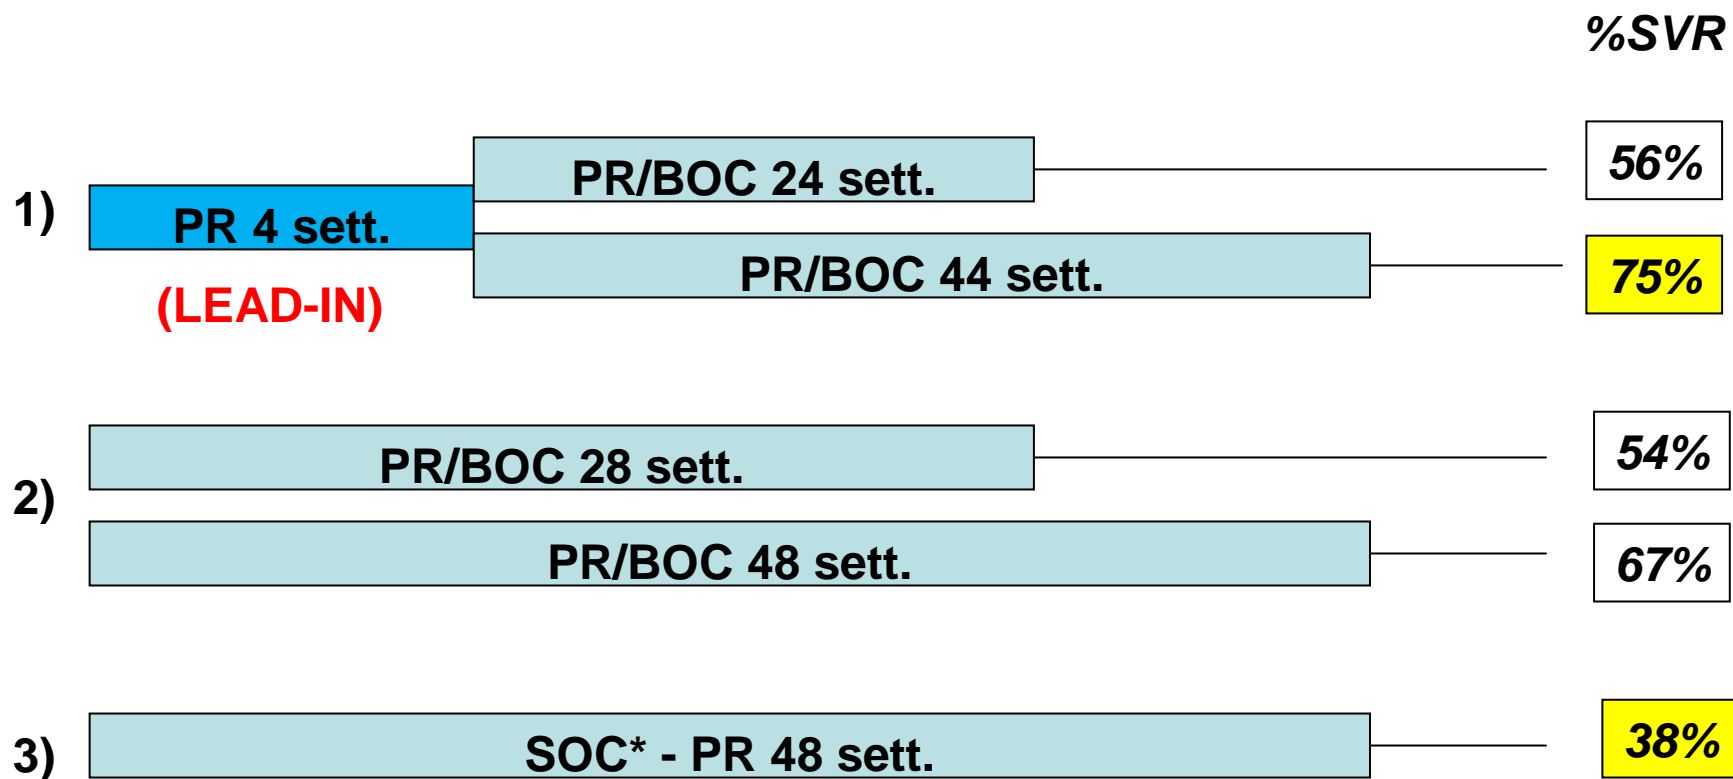 %SVR
PR/BOC 24 sett.
56%
1)
PR 4 sett.
PR/BOC 44 sett.
75%
(LEAD-IN)
PR/BOC 28 sett.
54%
2)
PR/BOC 48 sett.
67%
3)
SOC* - PR 48 sett.
38%